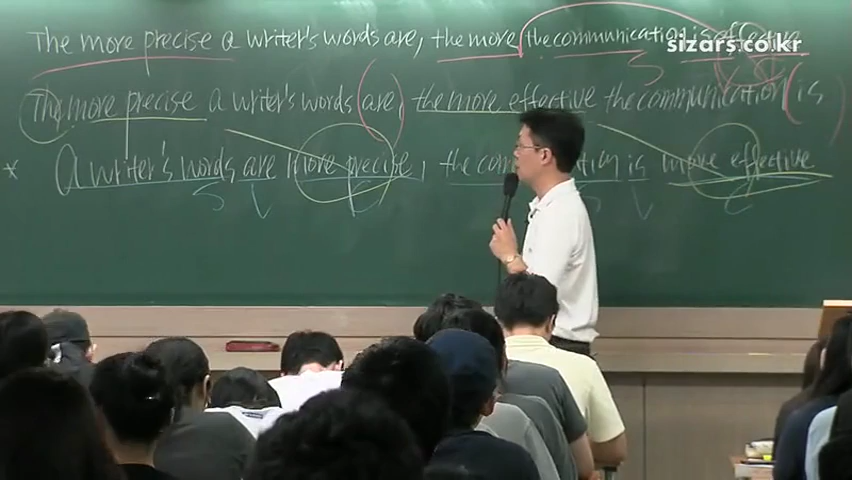 The more precise a writer's words are, the more the communication is effective
sizars.co.kr
The more precise a writer's words (are), the more effective the communication (is).
* A writer's words are more precise, the com is more effective
S V C S V C